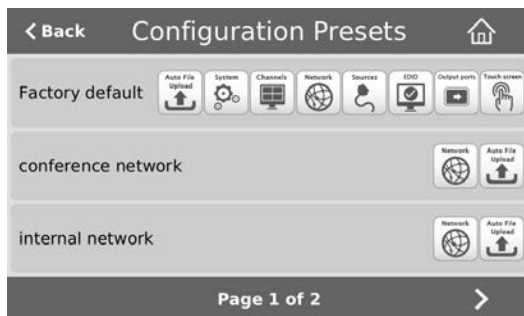 Back
Configuration Presets
Factory default
Auto File Upload
System
Channels
Network
Sources
EDID
Output ports
Touch screen
conference network
Network
Auto File Upload
internal network
Network
Auto File Upload
Page 1 of 2